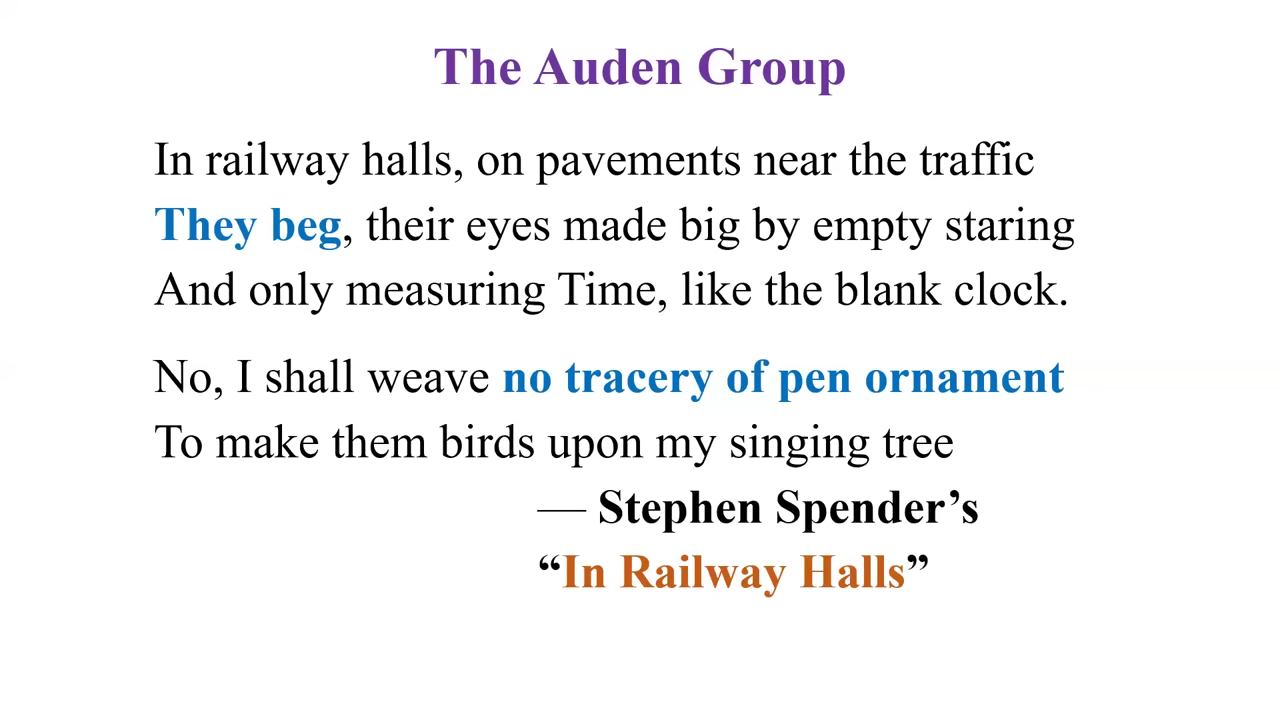 The Auden Group
In railway halls, on pavements near the traffic
They beg, their eyes made big by empty staring
And only measuring Time, like the blank clock.
No, I shall weave no tracery of pen ornament
To make them birds upon my singing tree
— Stephen Spender’s
“In Railway Halls”